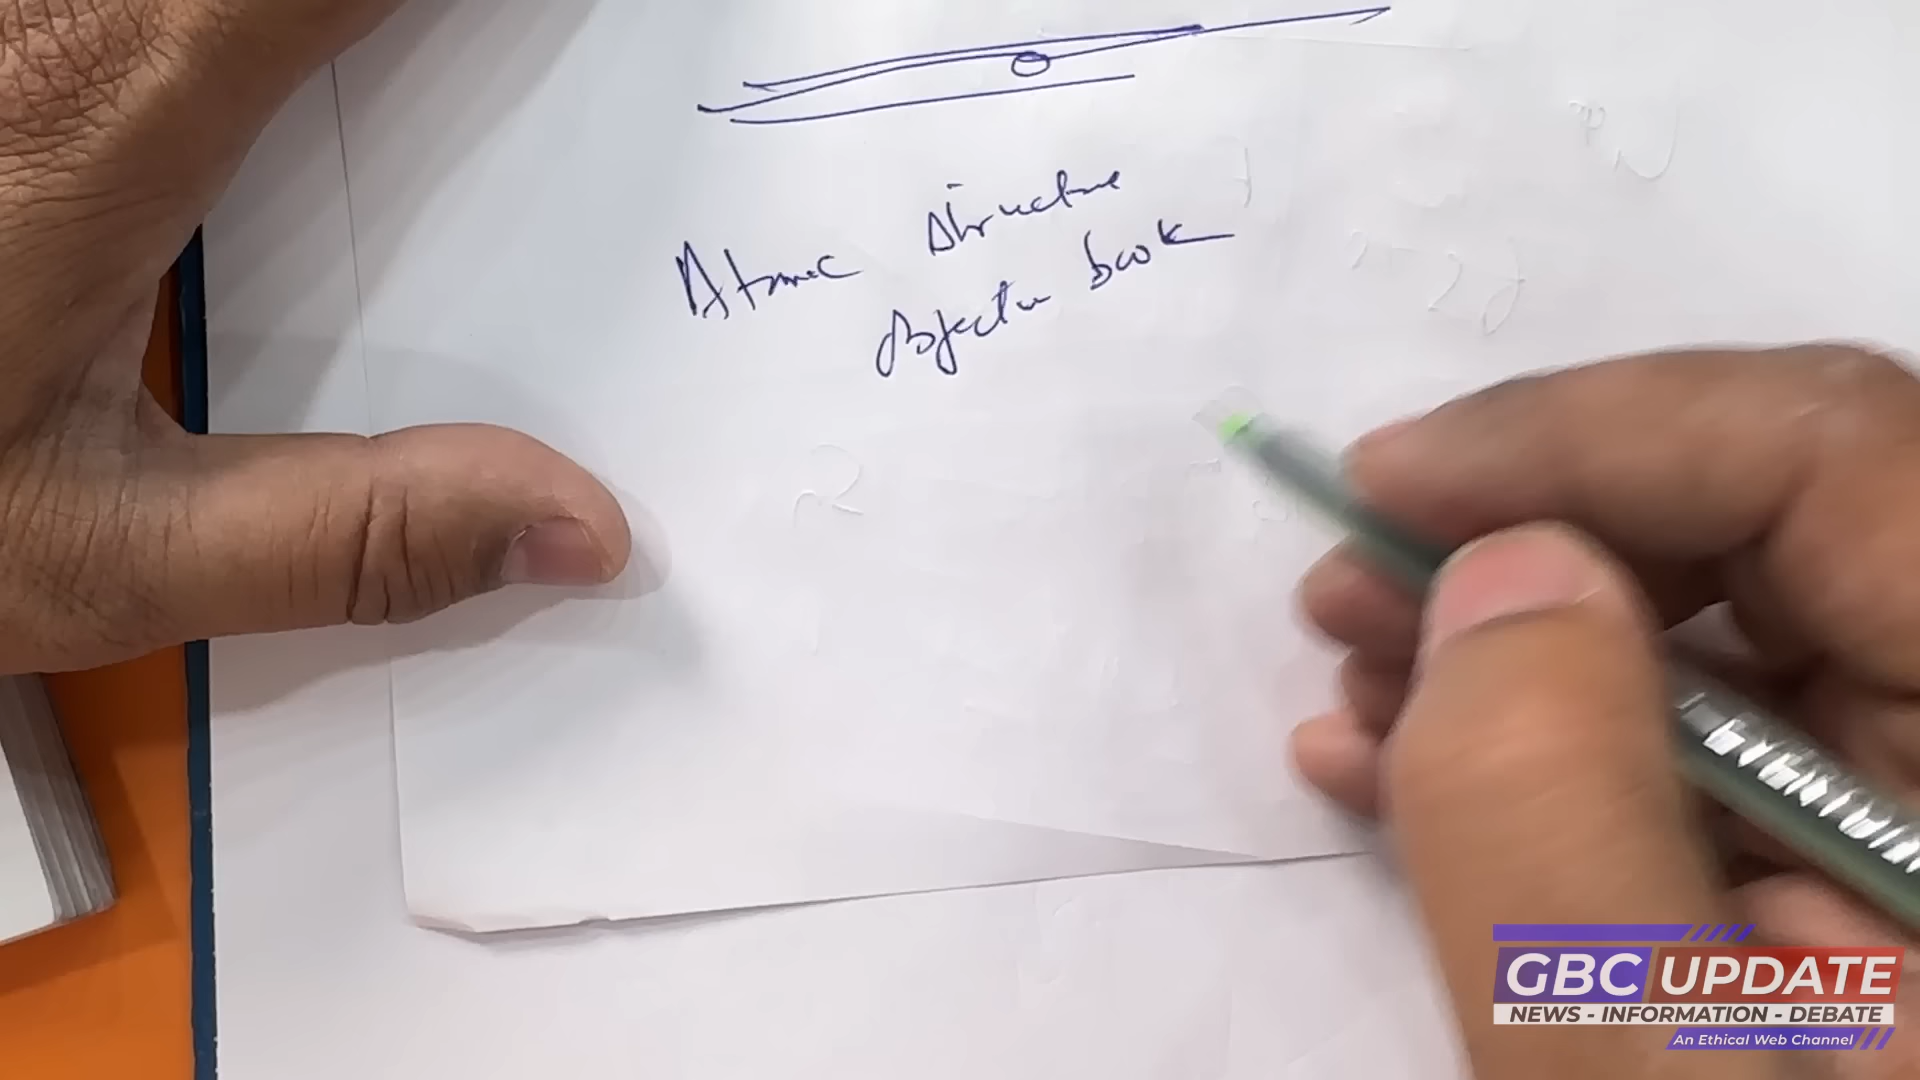 Atomic structure
objective book
GBC UPDATE
NEWS - INFORMATION - DEBATE
An Ethical Web Channel